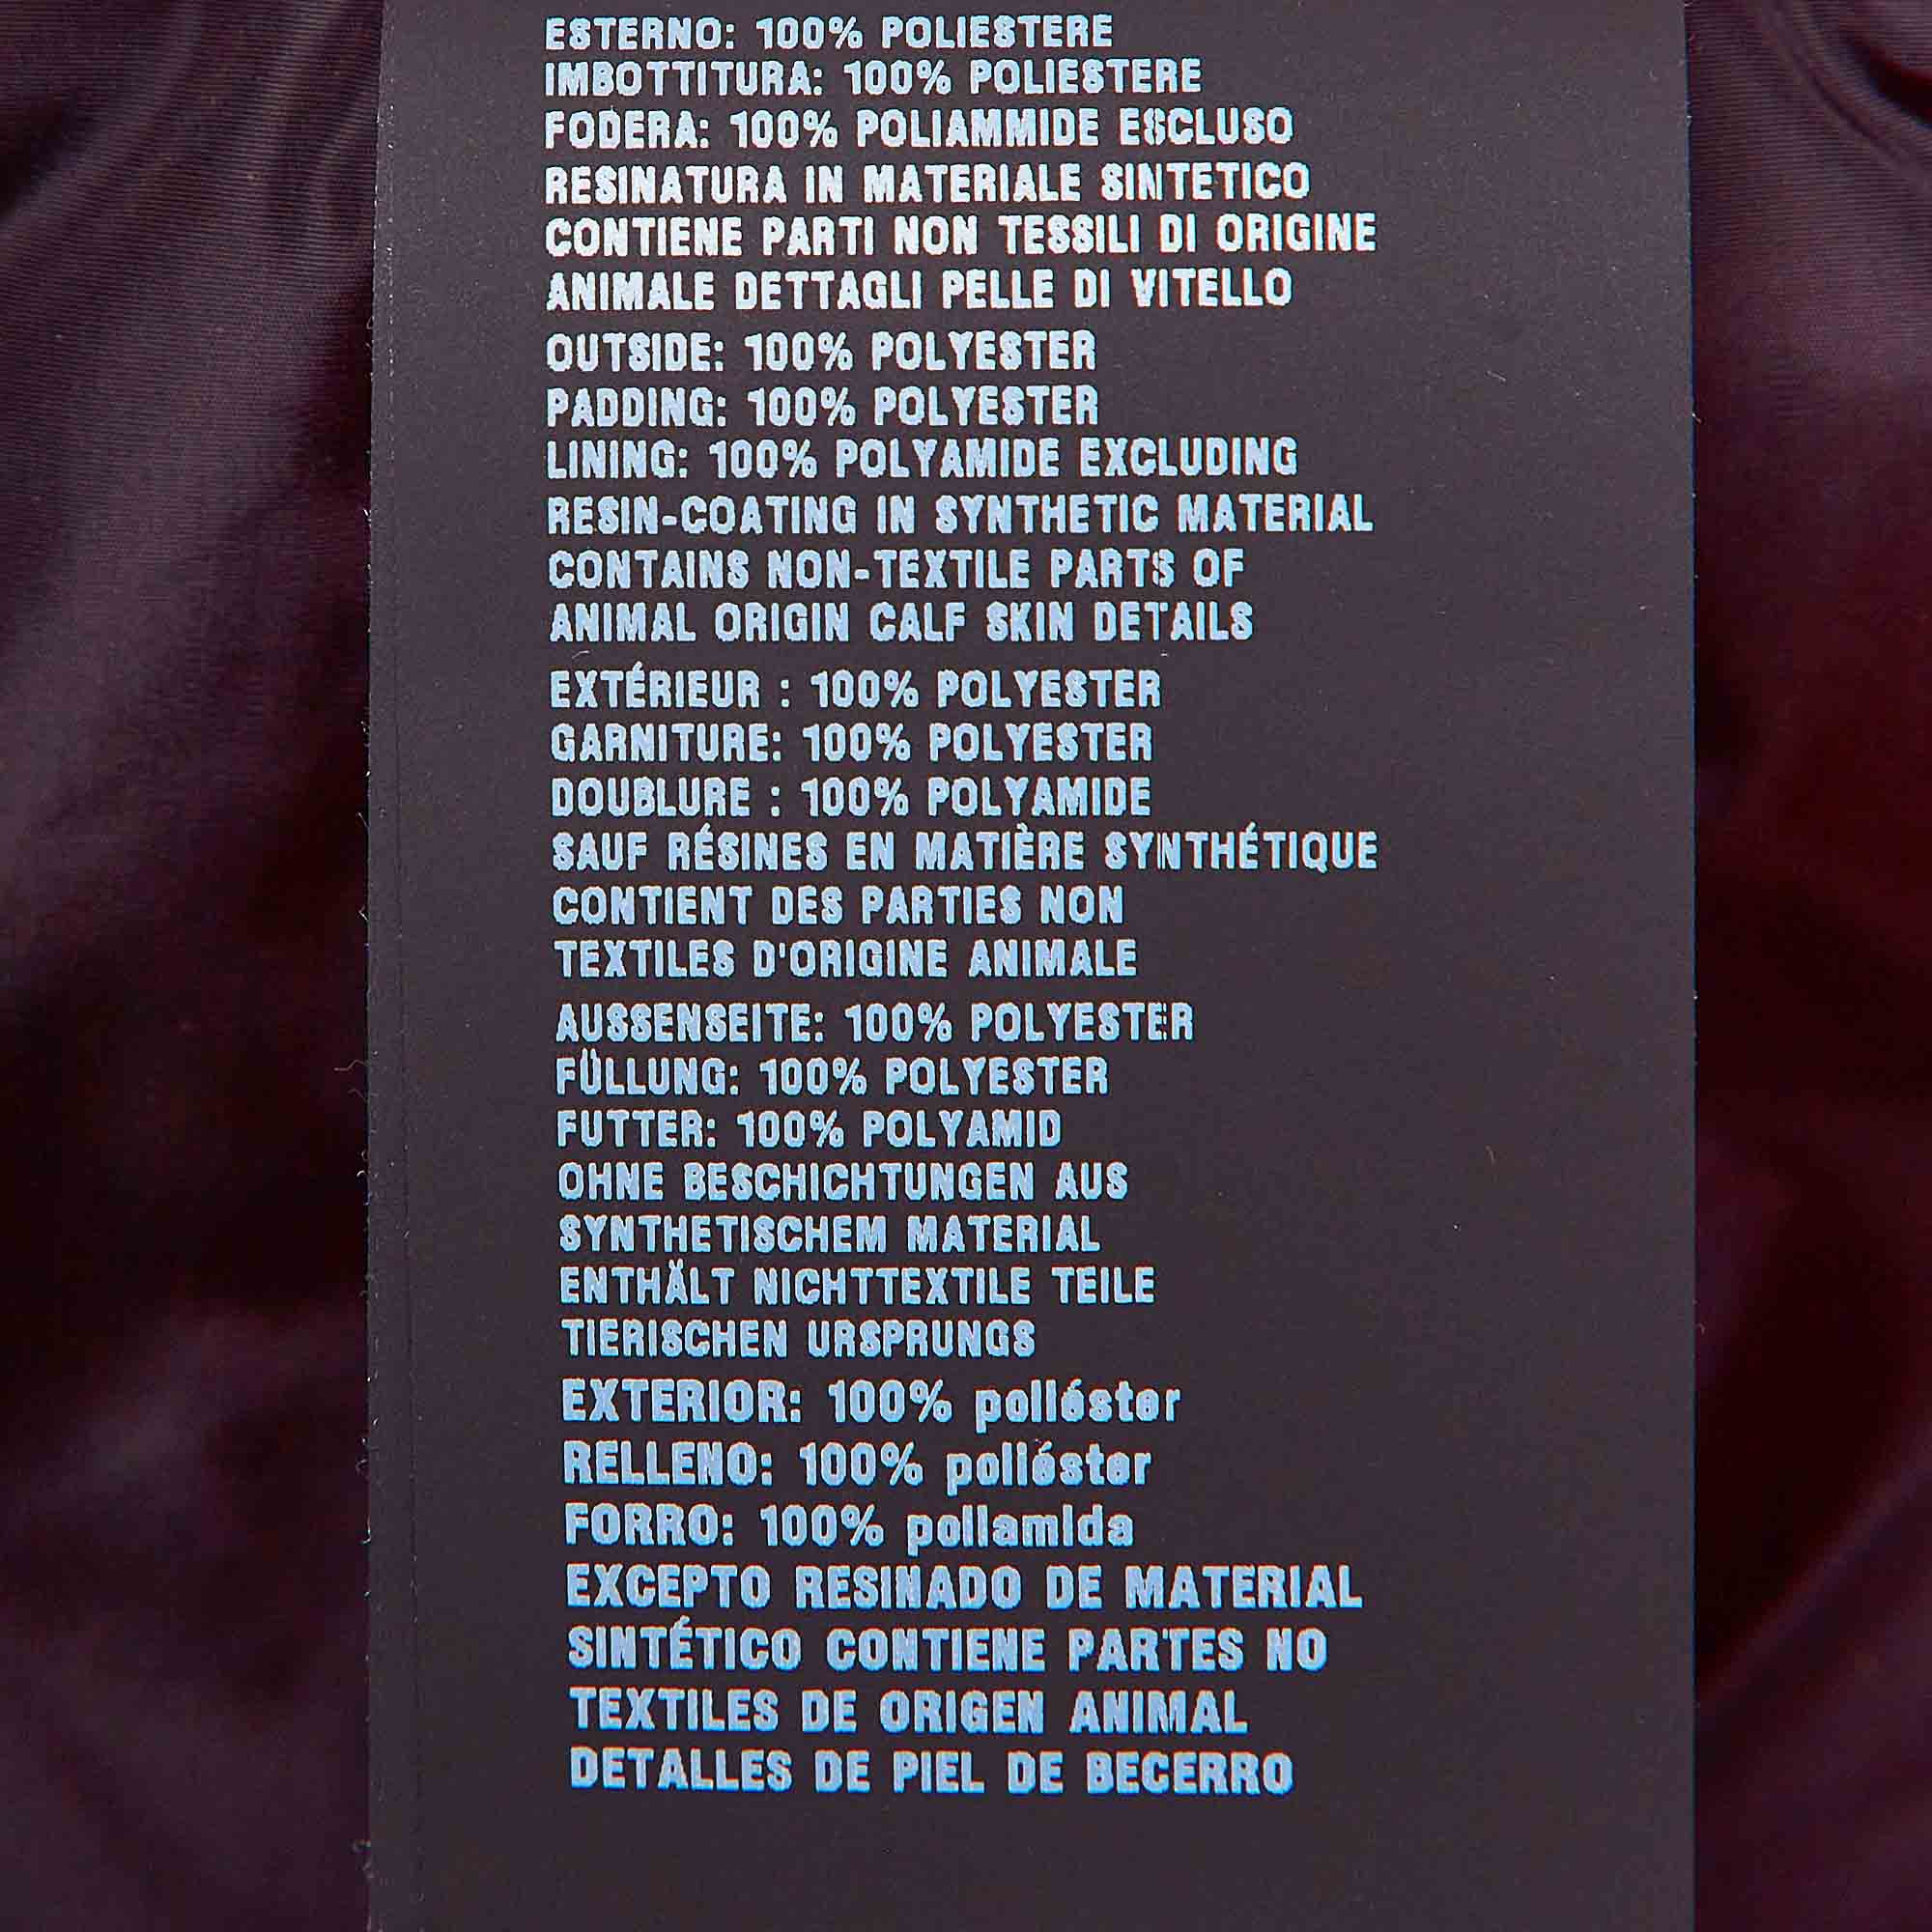 ESTERNO: 100% POLIESTERE
IMBOTTITURA: 100% POLIESTERE
FODERA: 100% POLIAMMIDE ESCLUSO
RESINATURA IN MATERIALE SINTETICO
CONTIENE PARTI NON TESSILI DI ORIGINE
ANIMALE DETTAGLI PELLE DI VITELLO
OUTSIDE: 100% POLYESTER
PADDING: 100% POLYESTER
LINING: 100% POLYAMIDE EXCLUDING
RESIN-COATING IN SYNTHETIC MATERIAL
CONTAINS NON-TEXTILE PARTS OF
ANIMAL ORIGIN CALF SKIN DETAILS
EXTÉRIEUR : 100% POLYESTER
GARNITURE: 100% POLYESTER
DOUBLURE : 100% POLYAMIDE
SAUF RÉSINES EN MATIÈRE SYNTHÉTIQUE
CONTIENT DES PARTIES NON
TEXTILES D'ORIGINE ANIMALE
AUSSENSEITE: 100% POLYESTER
FÜLLUNG: 100% POLYESTER
FUTTER: 100% POLYAMID
OHNE BESCHICHTUNGEN AUS
SYNTHETISCHEM MATERIAL
ENTHÄLT NICHTTEXTILE TEILE
TIERISCHEN URSPRUNGS
EXTERIOR: 100% poliéster
RELLENO: 100% poliéster
FORRO: 100% poliamida
EXCEPTO RESINADO DE MATERIAL
SINTÉTICO CONTIENE PARTES NO
TEXTILES DE ORIGEN ANIMAL
DETALLES DE PIEL DE BECERRO